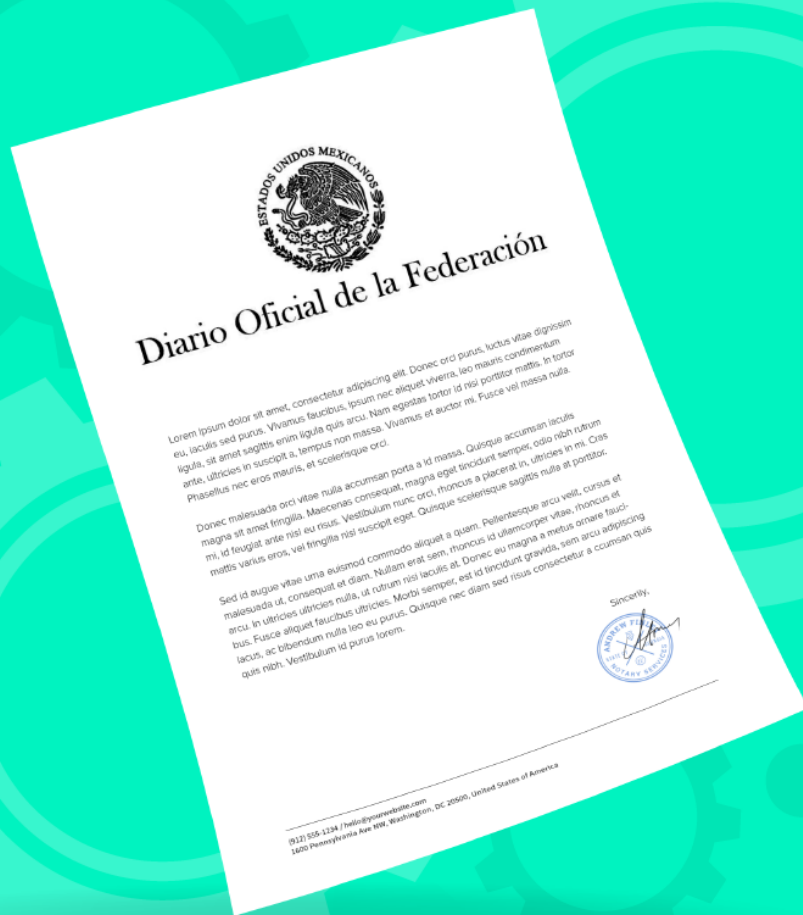 ESTADOS UNIDOS MEXICANOS
Diario Oficial de la Federación
Lorem ipsum dolor sit amet, consectetur adipiscing elit. Donec orci purus, luctus vitae dignissim
eu, iaculis sed purus. Vivamus faucibus, ipsum nec aliquet viverra, leo mauris condimentum
ligula, sit amet sagittis enim ligula quis arcu. Nam egestas tortor id nisi porttitor mattis. In tortor
ante, ultricies in suscipit a, tempus non massa. Vivamus et auctor mi. Fusce vel massa nulla.
Phasellus nec eros mauris, et scelerisque orci.
Donec malesuada orci vitae nulla accumsan porta a id massa. Quisque accumsan iaculis
magna sit amet fringilla. Maecenas consequat, magna eget tincidunt semper, odio nibh rutrum
mi, id feugiat ante nisi eu risus. Vestibulum nunc orci, rhoncus a placerat in, ultricies in mi. Cras
mattis varius eros, vel fringilla nisi suscipit eget. Quisque scelerisque sagittis nulla at porttitor.
Sed id augue vitae urna euismod commodo aliquet a quam. Pellentesque arcu velit, cursus et
malesuada ut, consequat et diam. Nullam erat sem, rhoncus id ullamcorper vitae, rhoncus et
arcu. In ultricies ultricies nulla, ut rutrum nisi iaculis at. Donec eu magna a metus ornare fauci-
bus. Fusce aliquet faucibus ultricies. Morbi semper, est id tincidunt gravida, sem arcu adipiscing
lacus, ac bibendum nulla leo eu purus. Quisque nec diam sed risus consectetur a ccumsan quis
quis nibh. Vestibulum id purus lorem.
Sincerely,
ANDREW
STATE
NOTARY SERVICES
(912) 555-1234 / hello@yourwebsite.com
1600 Pennsylvania Ave NW, Washington, DC 20500, United States of America